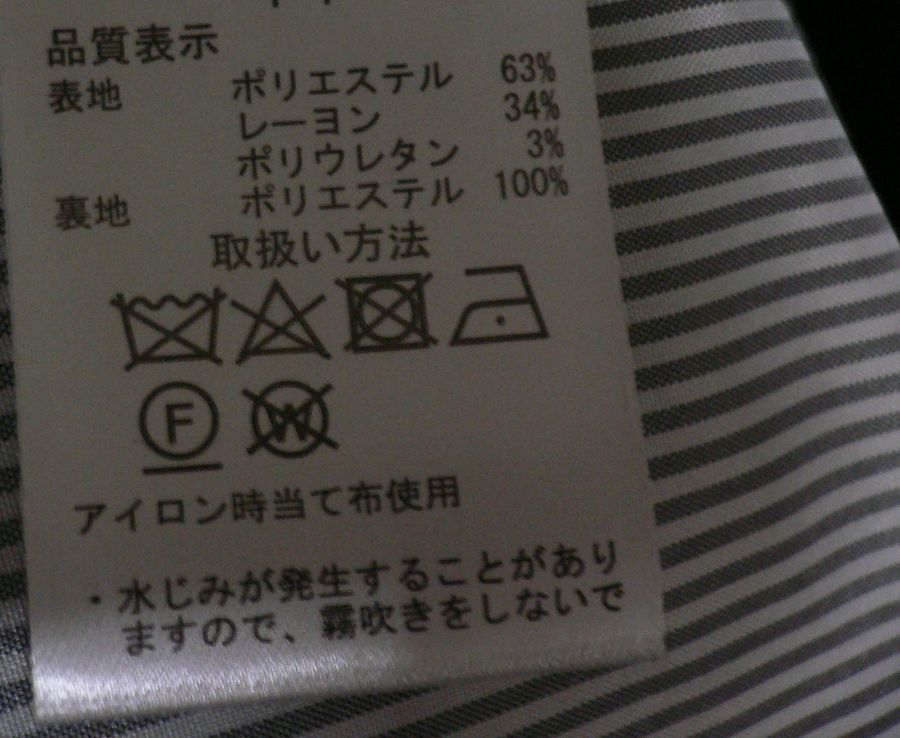 品質表示
表地 ポリエステル 63%
レーヨン 34%
ポリウレタン 3%
裏地 ポリエステル 100%
取扱い方法
F W
アイロン時当て布使用
・水じみが発生することがあり
ますので、霧吹きをしないで